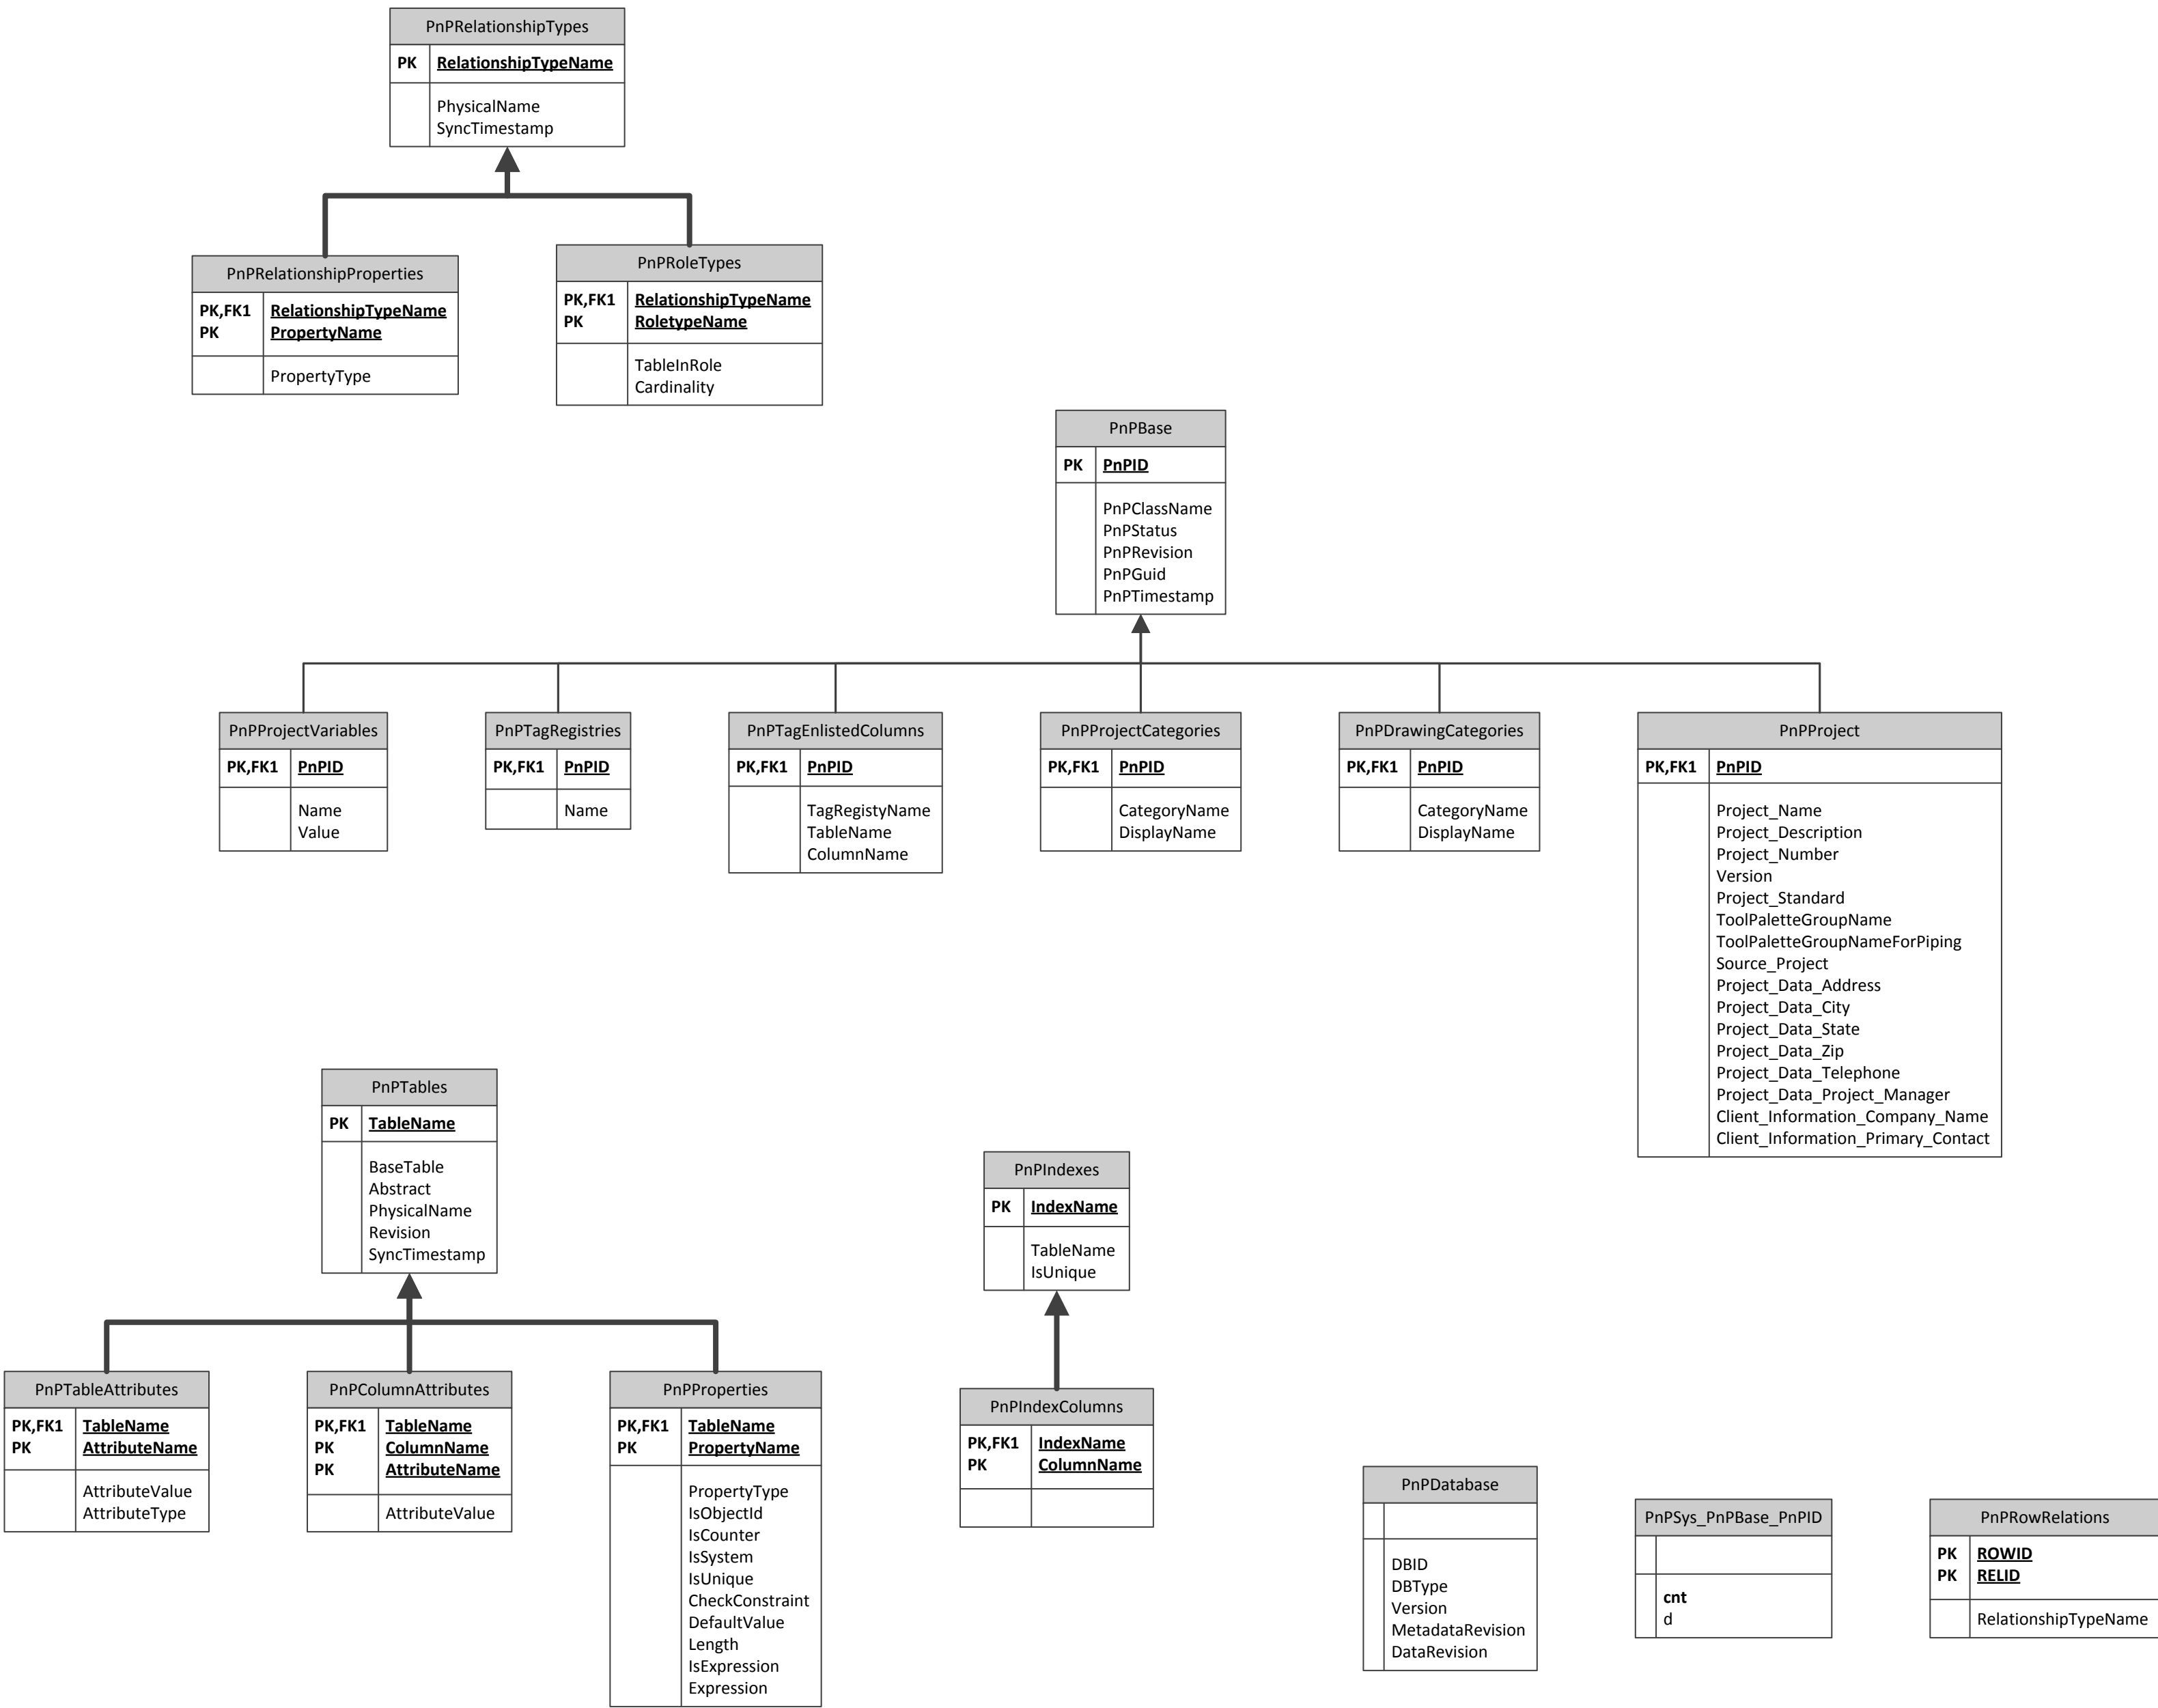 PnPRelationshipTypes
PK RelationshipTypeName
PhysicalName
SyncTimestamp
PnPRelationshipProperties
PK,FK1 RelationshipTypeName
PK PropertyName
PropertyType
PnPRoleTypes
PK,FK1 RelationshipTypeName
PK RoletypeName
TableInRole
Cardinality
PnPBase
PK PnPID
PnPClassName
PnPStatus
PnPRevision
PnPGuid
PnPTimestamp
PnPProjectVariables
PK,FK1 PnPID
Name
Value
PnPTagRegistries
PK,FK1 PnPID
Name
PnPTagEnlistedColumns
PK,FK1 PnPID
TagRegistyName
TableName
ColumnName
PnPProjectCategories
PK,FK1 PnPID
CategoryName
DisplayName
PnPDrawingCategories
PK,FK1 PnPID
CategoryName
DisplayName
PnPProject
PK,FK1 PnPID
Project_Name
Project_Description
Project_Number
Version
Project_Standard
ToolPaletteGroupName
ToolPaletteGroupNameForPiping
Source_Project
Project_Data_Address
Project_Data_City
Project_Data_State
Project_Data_Zip
Project_Data_Telephone
Project_Data_Project_Manager
Client_Information_Company_Name
Client_Information_Primary_Contact
PnPTables
PK TableName
BaseTable
Abstract
PhysicalName
Revision
SyncTimestamp
PnPTableAttributes
PK,FK1 TableName
PK AttributeName
AttributeValue
AttributeType
PnPColumnAttributes
PK,FK1 TableName
PK ColumnName
PK AttributeName
AttributeValue
PnPProperties
PK,FK1 TableName
PK PropertyName
PropertyType
IsObjectId
IsCounter
IsSystem
IsUnique
CheckConstraint
DefaultValue
Length
IsExpression
Expression
PnPIndexes
PK IndexName
TableName
IsUnique
PnPIndexColumns
PK,FK1 IndexName
PK ColumnName
PnPDatabase
DBID
DBType
Version
MetadataRevision
DataRevision
PnPSys_PnPBase_PnPID
cnt
d
PnPRowRelations
PK ROWID
PK RELID
RelationshipTypeName